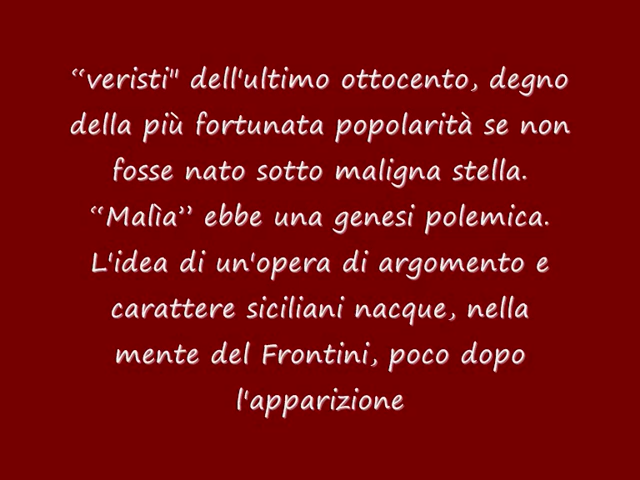 “veristi" dell'ultimo ottocento, degno
della più fortunata popolarità se non
fosse nato sotto maligna stella.
“Malìa” ebbe una genesi polemica.
L'idea di un'opera di argomento e
carattere siciliani nacque, nella
mente del Frontini, poco dopo
l'apparizione